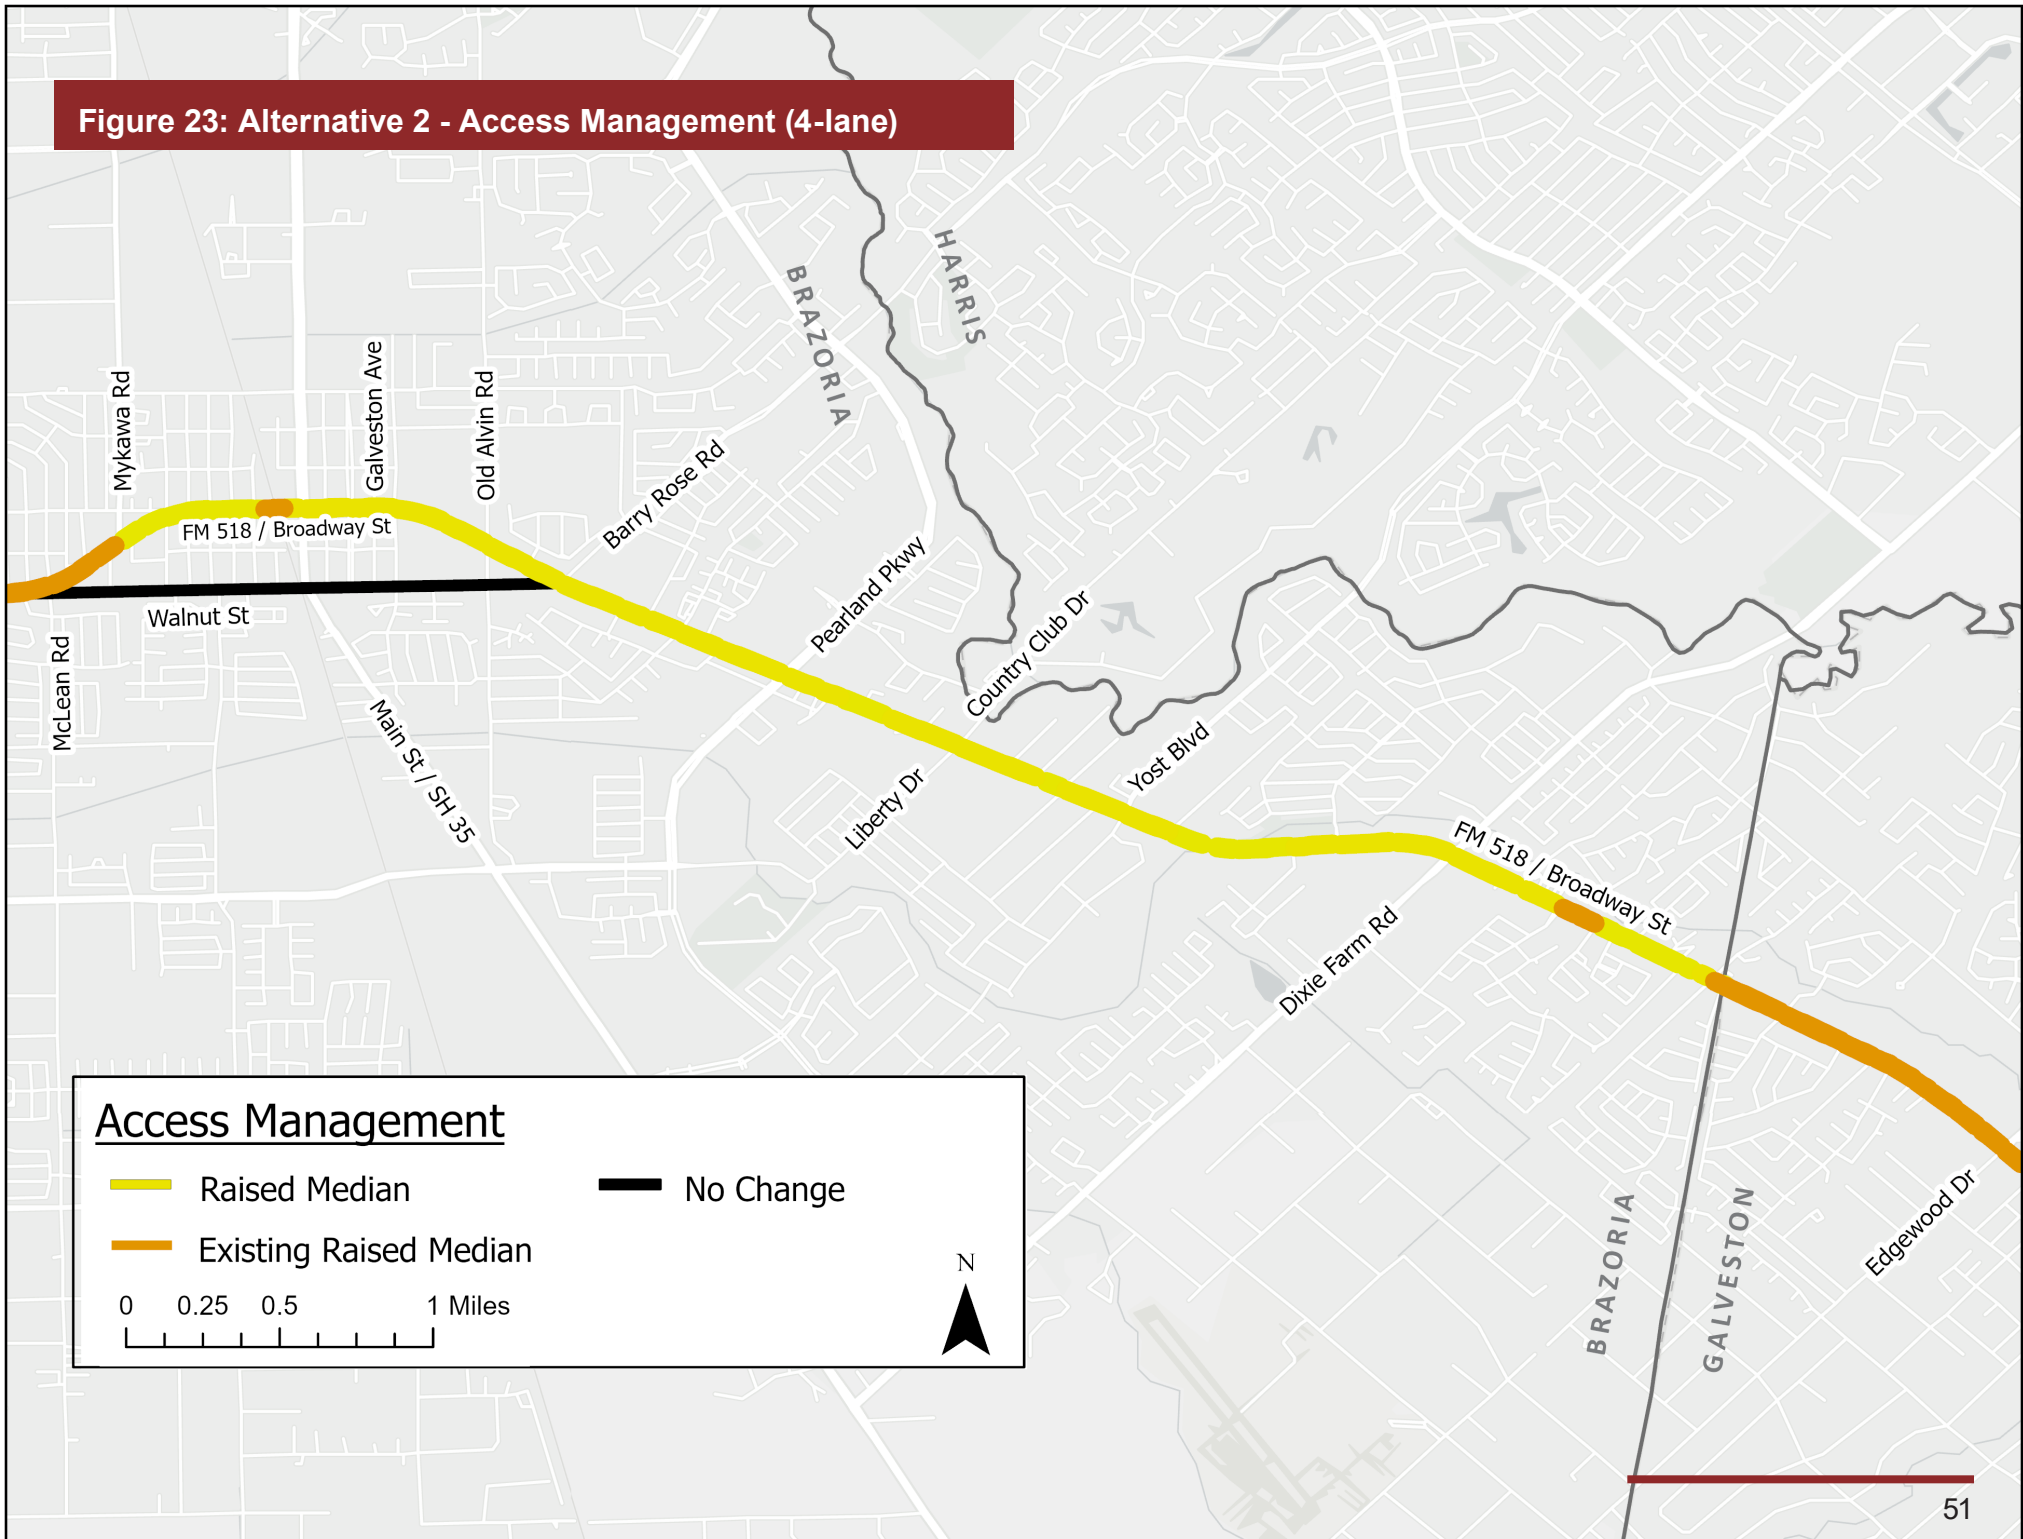 Figure 23: Alternative 2 - Access Management (4-lane)
HARRIS
BRAZORIA
Mykawa Rd
Galveston Ave
Old Alvin Rd
Barry Rose Rd
FM 518 / Broadway St
Pearland Pkwy
Walnut St
Country Club Dr
McLean Rd
Main St / SH 35
Yost Blvd
Liberty Dr
FM 518 / Broadway St
Dixie Farm Rd
Edgewood Dr
BRAZORIA
GALVESTON
Access Management
Raised Median
No Change
Existing Raised Median
N
0 0.25 0.5 1 Miles
51